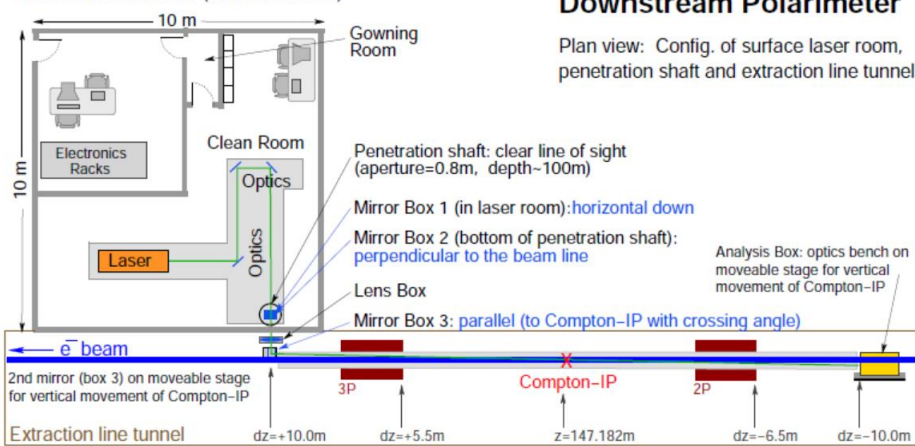 Downstream Polarimeter
Plan view: Config. of surface laser room,
penetration shaft and extraction line tunnel
10 m
10 m
Gowning
Room
Electronics
Racks
Clean Room
Optics
Optics
Laser
Penetration shaft: clear line of sight
(aperture=0.8m, depth~100m)
Mirror Box 1 (in laser room): horizontal down
Mirror Box 2 (bottom of penetration shaft):
perpendicular to the beam line
Lens Box
Mirror Box 3: parallel (to Compton-IP with crossing angle)
Analysis Box: optics bench on
moveable stage for vertical
movement of Compton-IP
e⁻ beam
2nd mirror (box 3) on moveable stage
for vertical movement of Compton-IP
3P
Compton-IP
2P
Extraction line tunnel
dz=+10.0m
dz=+5.5m
z=147.182m
dz=-6.5m
dz=-10.0m